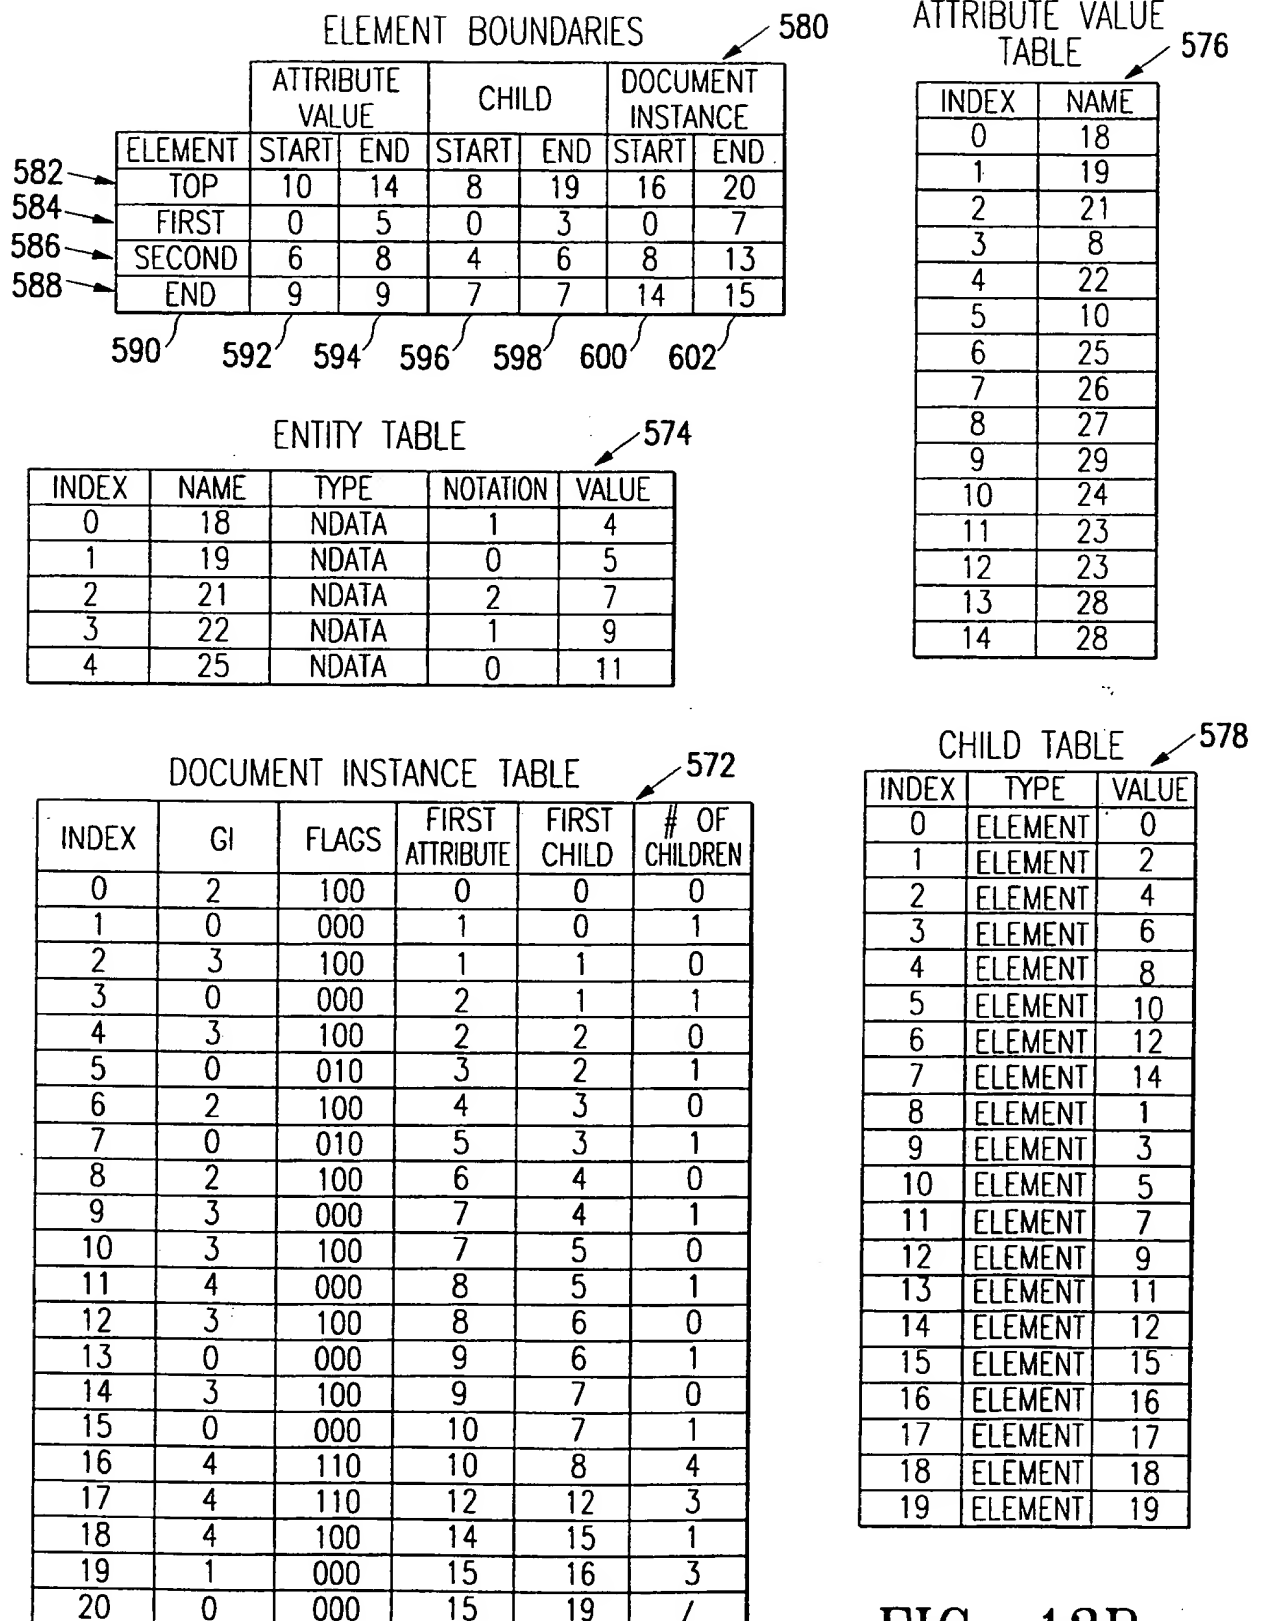 ELEMENT BOUNDARIES
580
ATTRIBUTE VALUE CHILD DOCUMENT INSTANCE
ELEMENT START END START END START END
582 TOP 10 14 8 19 16 20
584 FIRST 0 5 0 3 0 7
586 SECOND 6 8 4 6 8 13
588 END 9 9 7 7 14 15
590 592 594 596 598 600 602
ATTRIBUTE VALUE
TABLE
576
INDEX NAME
0 18
1 19
2 21
3 8
4 22
5 10
6 25
7 26
8 27
9 29
10 24
11 23
12 23
13 28
14 28
ENTITY TABLE
574
INDEX NAME TYPE NOTATION VALUE
0 18 NDATA 1 4
1 19 NDATA 0 5
2 21 NDATA 2 7
3 22 NDATA 1 9
4 25 NDATA 0 11
DOCUMENT INSTANCE TABLE
572
INDEX GI FLAGS FIRST ATTRIBUTE FIRST CHILD # OF CHILDREN
0 2 100 0 0 0
1 0 000 1 0 1
2 3 100 1 1 0
3 0 000 2 1 1
4 3 100 2 2 0
5 0 010 3 2 1
6 2 100 4 3 0
7 0 010 5 3 1
8 2 100 6 4 0
9 3 000 7 4 1
10 3 100 7 5 0
11 4 000 8 5 1
12 3 100 8 6 0
13 0 000 9 6 1
14 3 100 9 7 0
15 0 000 10 7 1
16 4 110 10 8 4
17 4 110 12 12 3
18 4 100 14 15 1
19 1 000 15 16 3
20 0 000 15 19
CHILD TABLE
578
INDEX TYPE VALUE
0 ELEMENT 0
1 ELEMENT 2
2 ELEMENT 4
3 ELEMENT 6
4 ELEMENT 8
5 ELEMENT 10
6 ELEMENT 12
7 ELEMENT 14
8 ELEMENT 1
9 ELEMENT 3
10 ELEMENT 5
11 ELEMENT 7
12 ELEMENT 9
13 ELEMENT 11
14 ELEMENT 12
15 ELEMENT 15
16 ELEMENT 16
17 ELEMENT 17
18 ELEMENT 18
19 ELEMENT 19